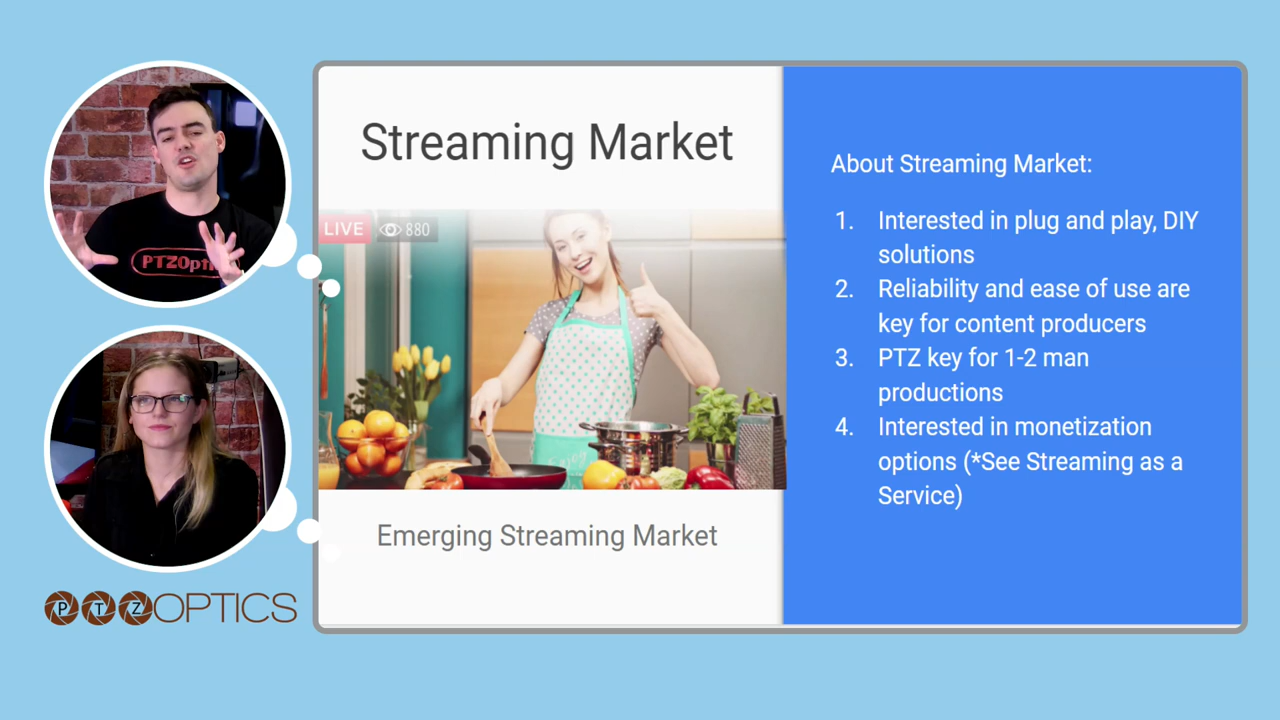 Streaming Market
LIVE 880
Emerging Streaming Market
About Streaming Market:
1. Interested in plug and play, DIY
solutions
2. Reliability and ease of use are
key for content producers
3. PTZ key for 1-2 man
productions
4. Interested in monetization
options (*See Streaming as a
Service)
PTZOpti
Enjoy
PTZOPTICS